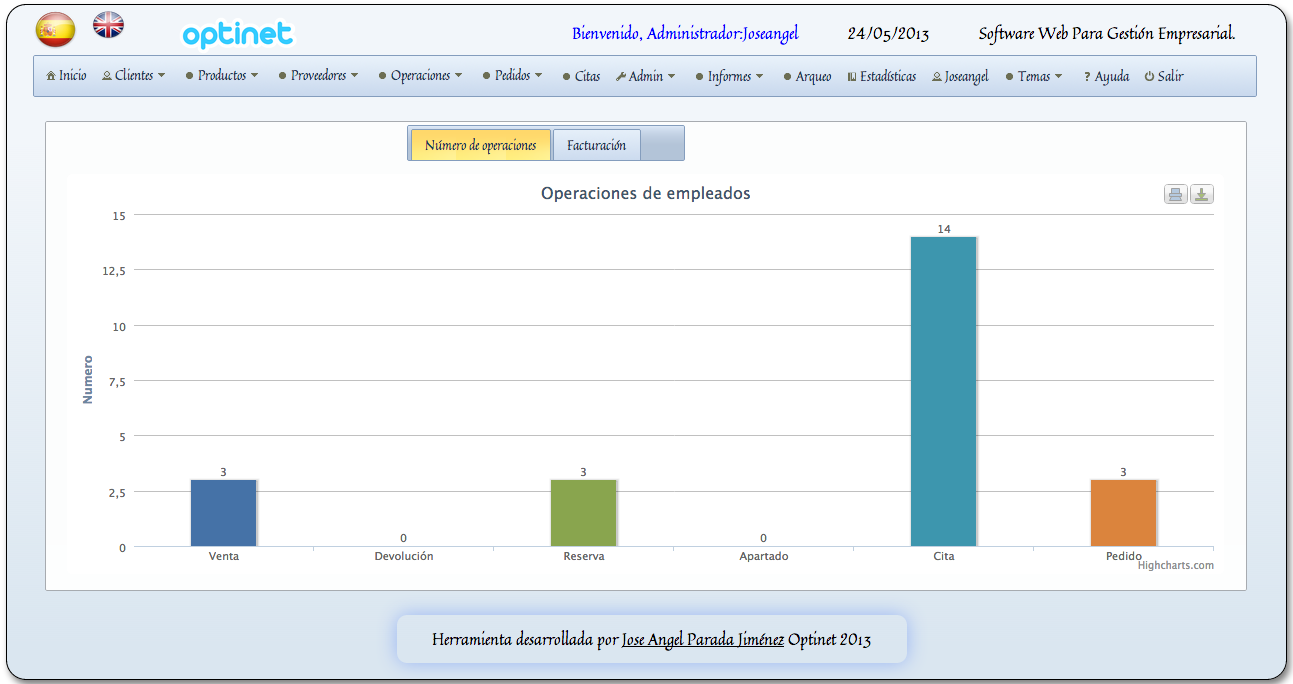 optinet
Bienvenido, Administrador:Joseangel 24/05/2013 Software Web Para Gestión Empresarial.
Inicio Clientes Productos Proveedores Operaciones Pedidos Citas Admin Informes Arqueo Estadísticas Joseangel Temas ? Ayuda Salir
Número de operaciones Facturación
Operaciones de empleados
15
14
12,5
10
7,5
5
2,5
0
Numero
3 0 3 0 3
Venta Devolución Reserva Apartado Cita Pedido
Highcharts.com
Herramienta desarrollada por Jose Angel Parada Jiménez Optinet 2013